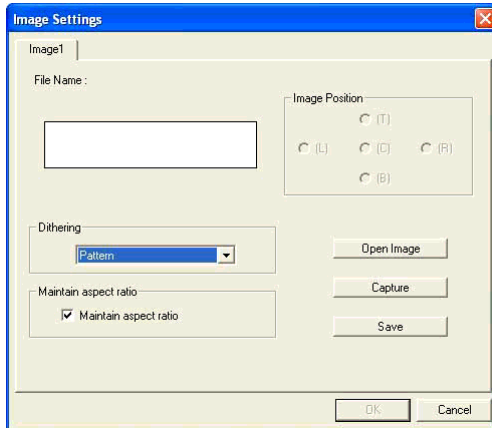 Image Settings
Image1
File Name :
Image Position
(T)
(L) (C) (R)
(B)
Dithering
Pattern
Open Image
Maintain aspect ratio
Capture
Maintain aspect ratio
Save
OK Cancel